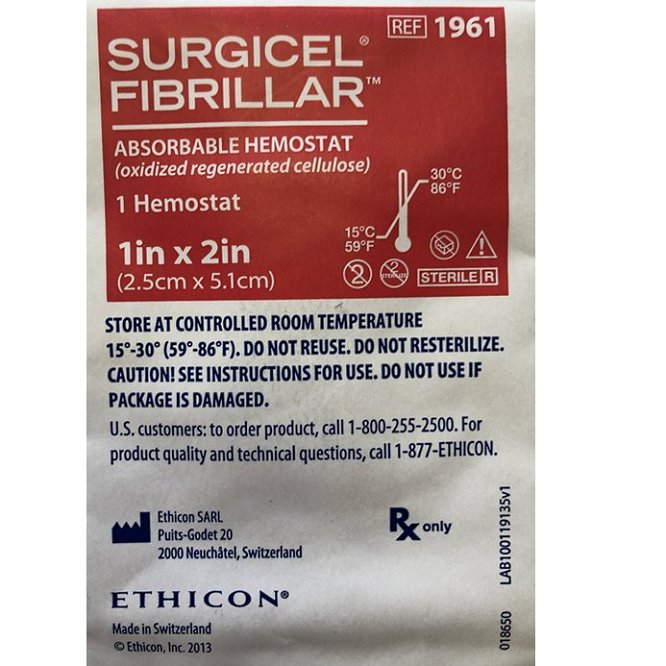 REF 1961
SURGICEL®
FIBRILLAR™
ABSORBABLE HEMOSTAT
(oxidized regenerated cellulose)
1 Hemostat
30°C
86°F
15°C
59°F
1in x 2in
(2.5cm x 5.1cm)
2
2
STERILIZE
STERILE R
STORE AT CONTROLLED ROOM TEMPERATURE
15°-30° (59°-86°F). DO NOT REUSE. DO NOT RESTERILIZE.
CAUTION! SEE INSTRUCTIONS FOR USE. DO NOT USE IF
PACKAGE IS DAMAGED.
U.S. customers: to order product, call 1-800-255-2500. For
product quality and technical questions, call 1-877-ETHICON.
Ethicon SARL
Puits-Godet 20
2000 Neuchâtel, Switzerland
Rx only
ETHICON®
Made in Switzerland
© Ethicon, Inc. 2013
018650 LAB100119135v1